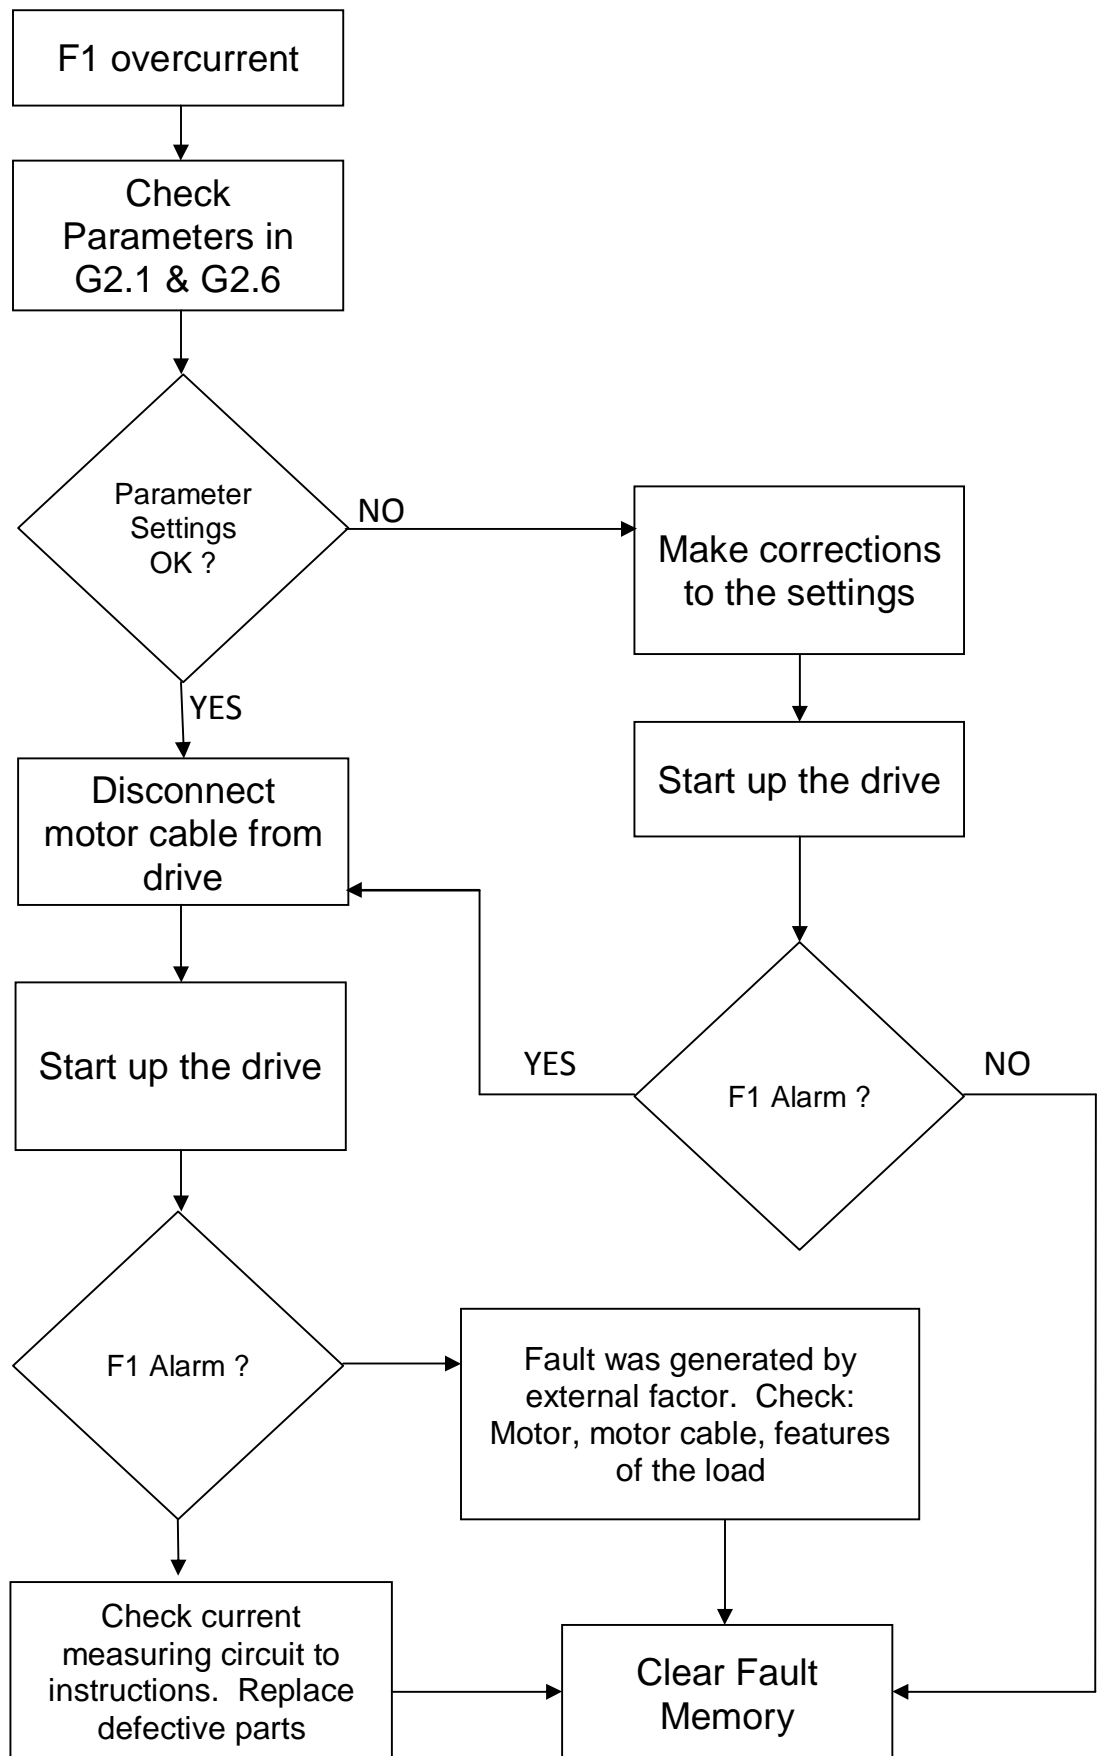 F1 overcurrent
Check
Parameters in
G2.1 & G2.6
Parameter
Settings
OK ?
NO
Make corrections
to the settings
YES
Disconnect
motor cable from
drive
Start up the drive
Start up the drive
YES
F1 Alarm ?
NO
F1 Alarm ?
Fault was generated by
external factor.  Check:
Motor, motor cable, features
of the load
Check current
measuring circuit to
instructions.  Replace
defective parts
Clear Fault
Memory